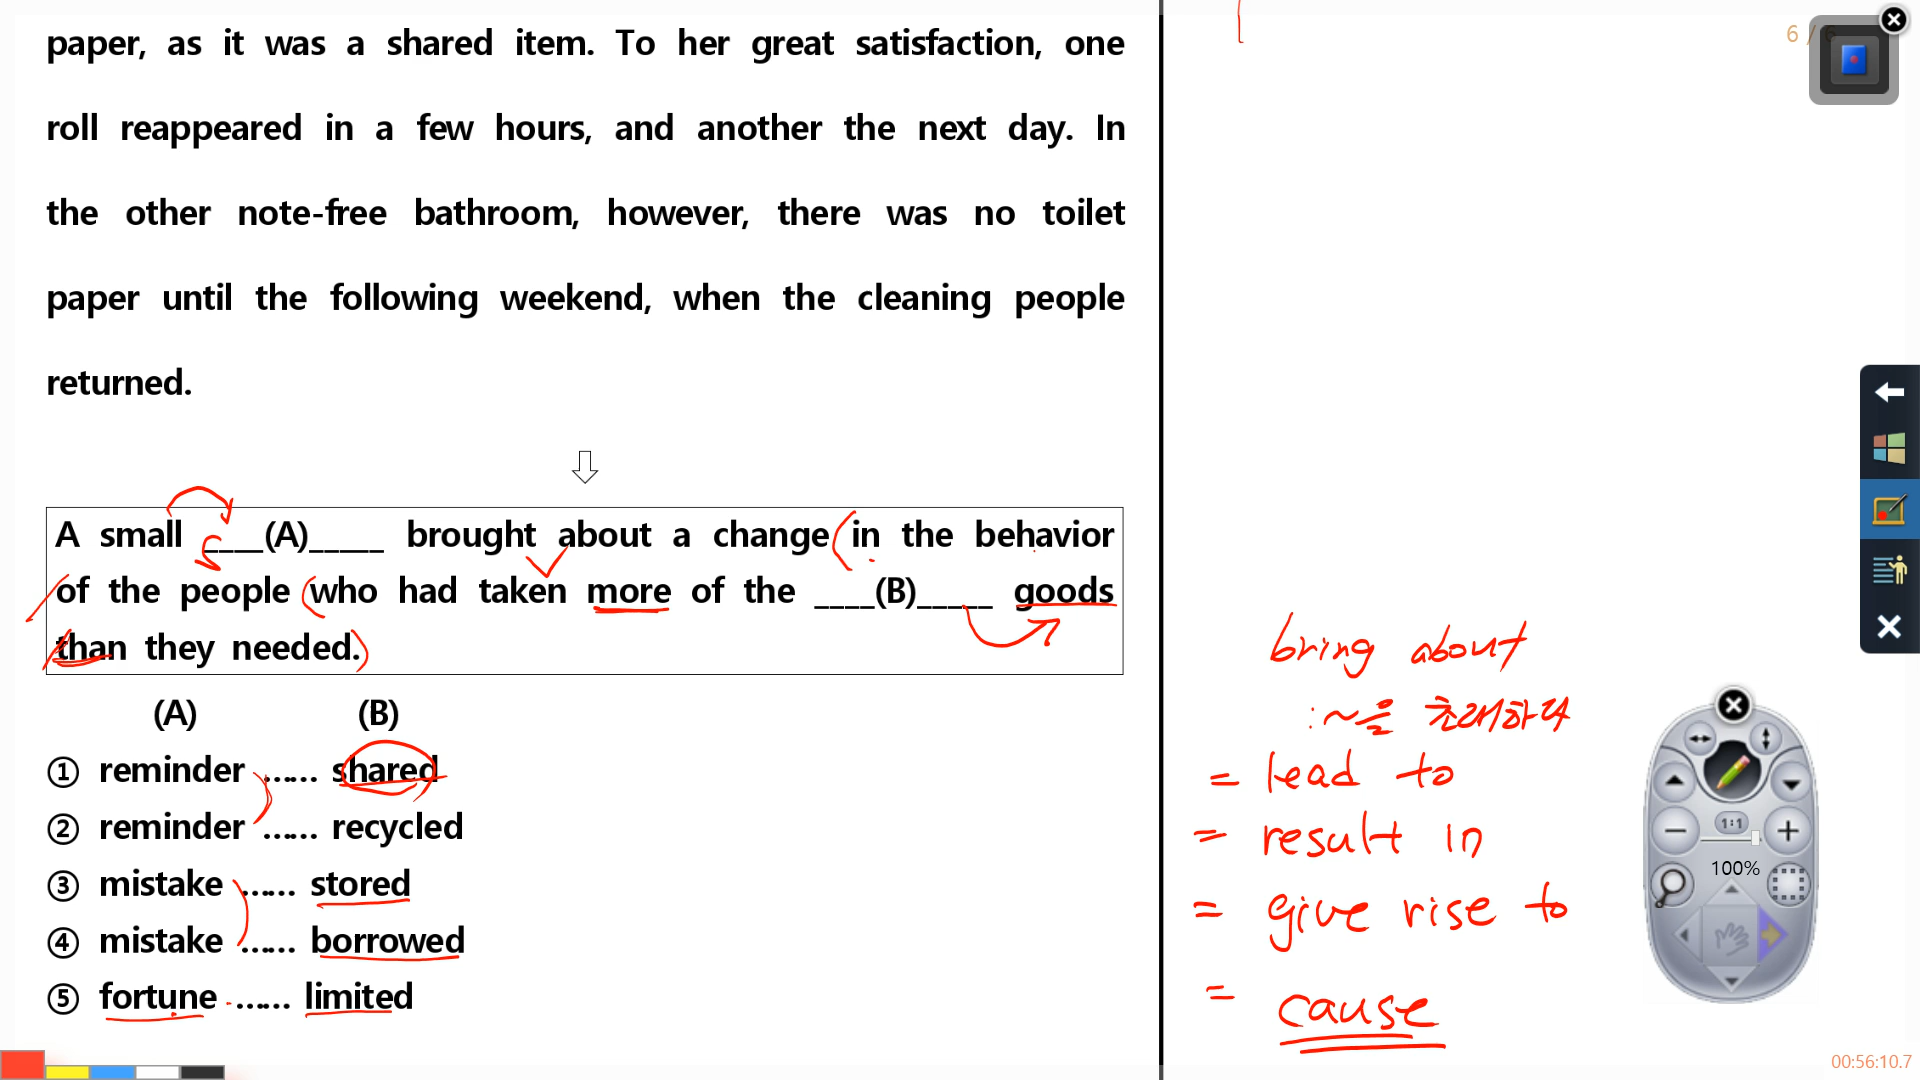 paper, as it was a shared item. To her great satisfaction, one
roll reappeared in a few hours, and another the next day. In
the other note-free bathroom, however, there was no toilet
paper until the following weekend, when the cleaning people
returned.
A small ____(A)_____ brought about a change in the behavior
of the people who had taken more of the ____(B)_____ goods
than they needed.
(A) (B)
① reminder …… shared
② reminder …… recycled
③ mistake …… stored
④ mistake …… borrowed
⑤ fortune …… limited
bring about
: ~을 초래하다
= lead to
= result in
= give rise to
= cause
6 / 6
1:1
100%
00:56:10.7